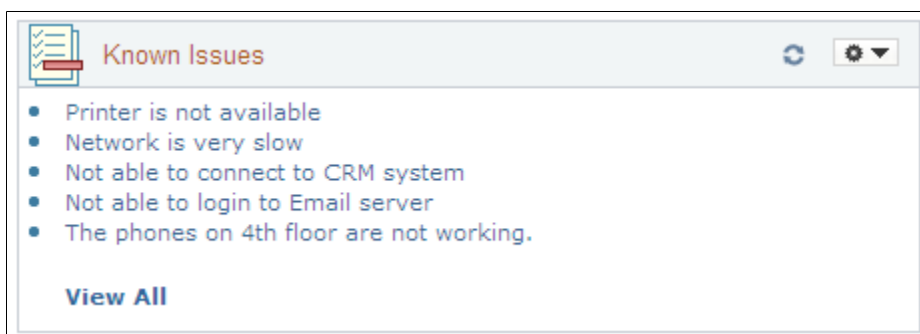 Known Issues
Printer is not available
Network is very slow
Not able to connect to CRM system
Not able to login to Email server
The phones on 4th floor are not working.
View All